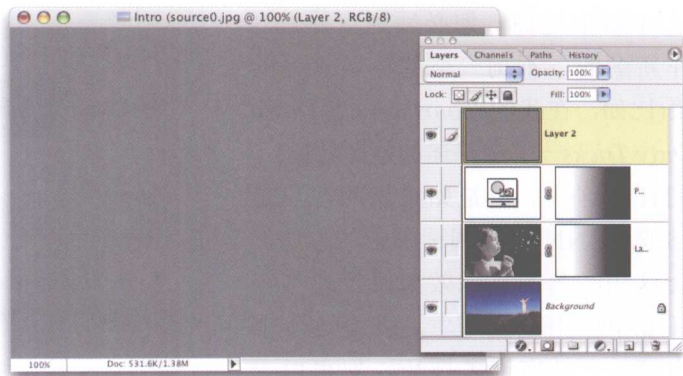 Intro (source0.jpg @ 100% (Layer 2, RGB/8)
Layers Channels Paths History
Normal Opacity: 100%
Lock: Fill: 100%
Layer 2
P...
La...
Background
100% Doc: 531.6K/1.38M